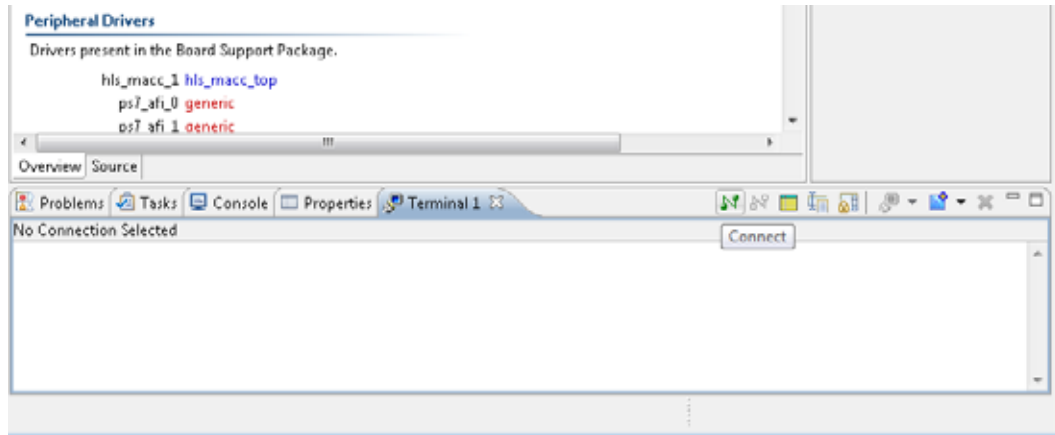 Peripheral Drivers
Drivers present in the Board Support Package.
hls_macc_1 hls_macc_top
ps7_afi_0 generic
ps7_afi_1 generic
Overview Source
Problems Tasks Console Properties Terminal 1
No Connection Selected
Connect